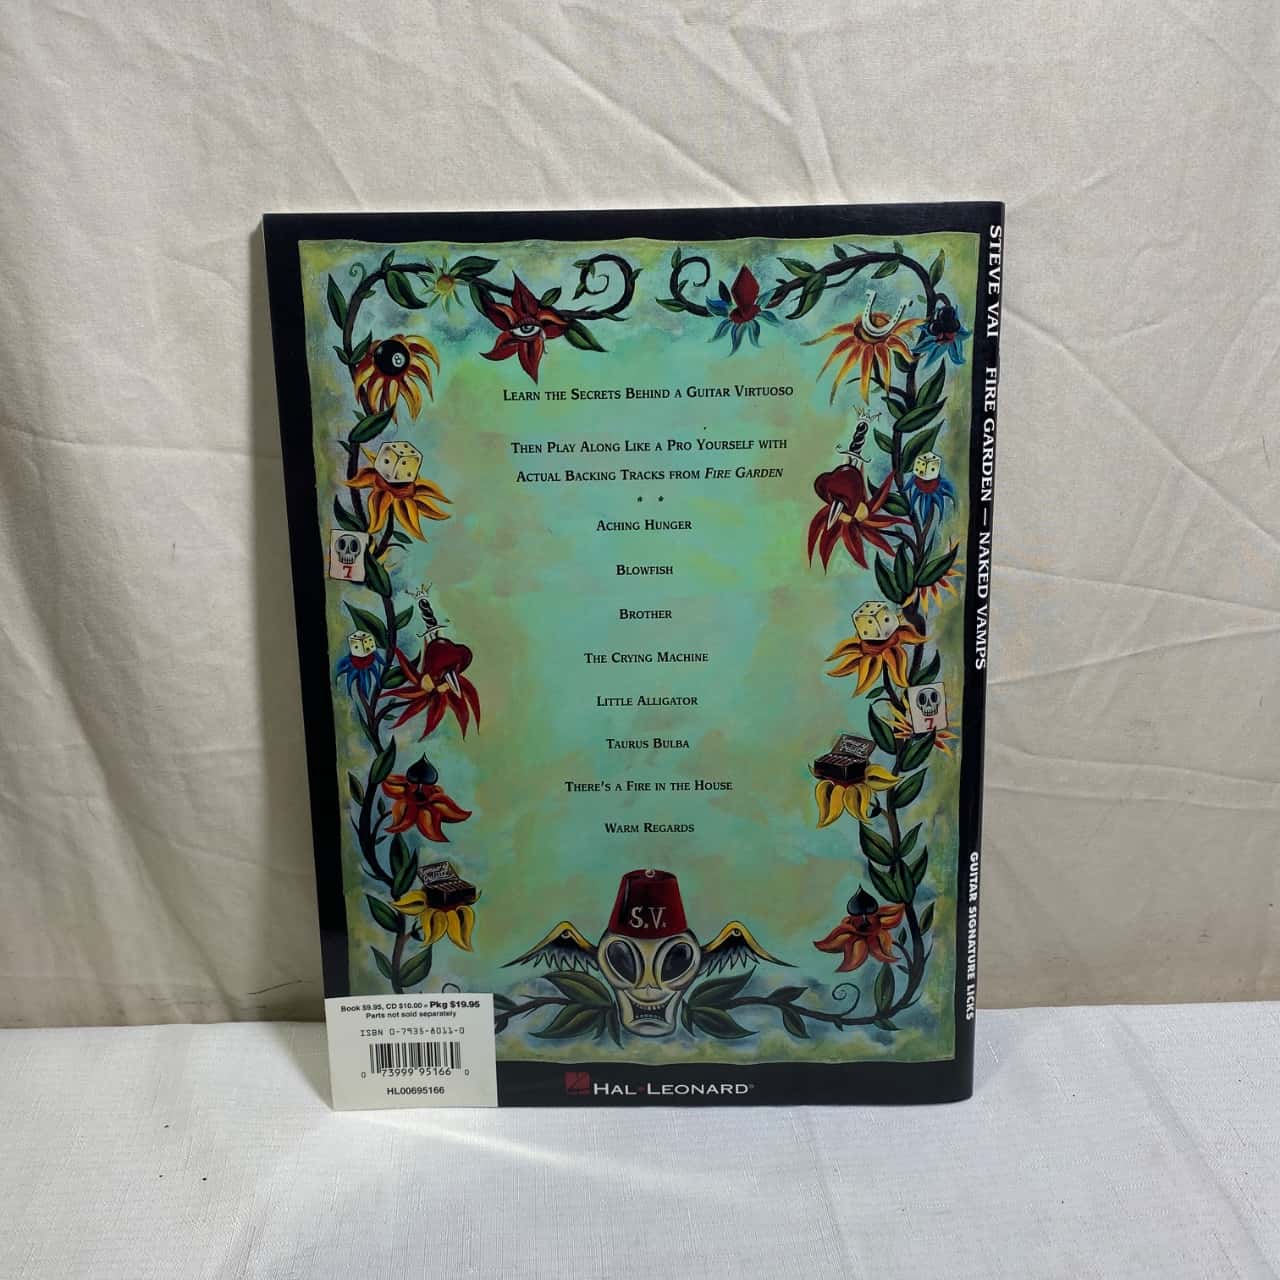 LEARN THE SECRETS BEHIND A GUITAR VIRTUOSO
THEN PLAY ALONG LIKE A PRO YOURSELF WITH
ACTUAL BACKING TRACKS FROM FIRE GARDEN
* *
ACHING HUNGER
BLOWFISH
BROTHER
THE CRYING MACHINE
LITTLE ALLIGATOR
TAURUS BULBA
THERE'S A FIRE IN THE HOUSE
WARM REGARDS
S.V.
8
7
7
Book $9.95, CD $10.00 = Pkg $19.95
Parts not sold separately
ISBN 0-7935-8011-0
0 73999 95166 0
HL00695166
HAL•LEONARD®
STEVE VAI FIRE GARDEN — NAKED VAMPS
GUITAR SIGNATURE LICKS